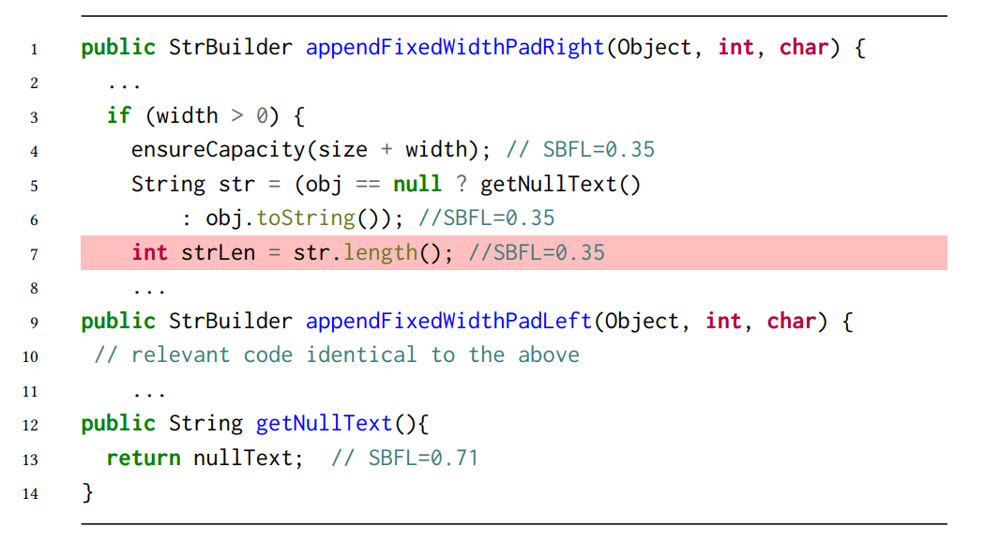 1 public StrBuilder appendFixedWidthPadRight(Object, int, char) {
2 ...
3 if (width > 0) {
4 ensureCapacity(size + width); // SBFL=0.35
5 String str = (obj == null ? getNullText()
6 : obj.toString()); //SBFL=0.35
7 int strLen = str.length(); //SBFL=0.35
8 ...
9 public StrBuilder appendFixedWidthPadLeft(Object, int, char) {
10 // relevant code identical to the above
11 ...
12 public String getNullText(){
13 return nullText; // SBFL=0.71
14 }